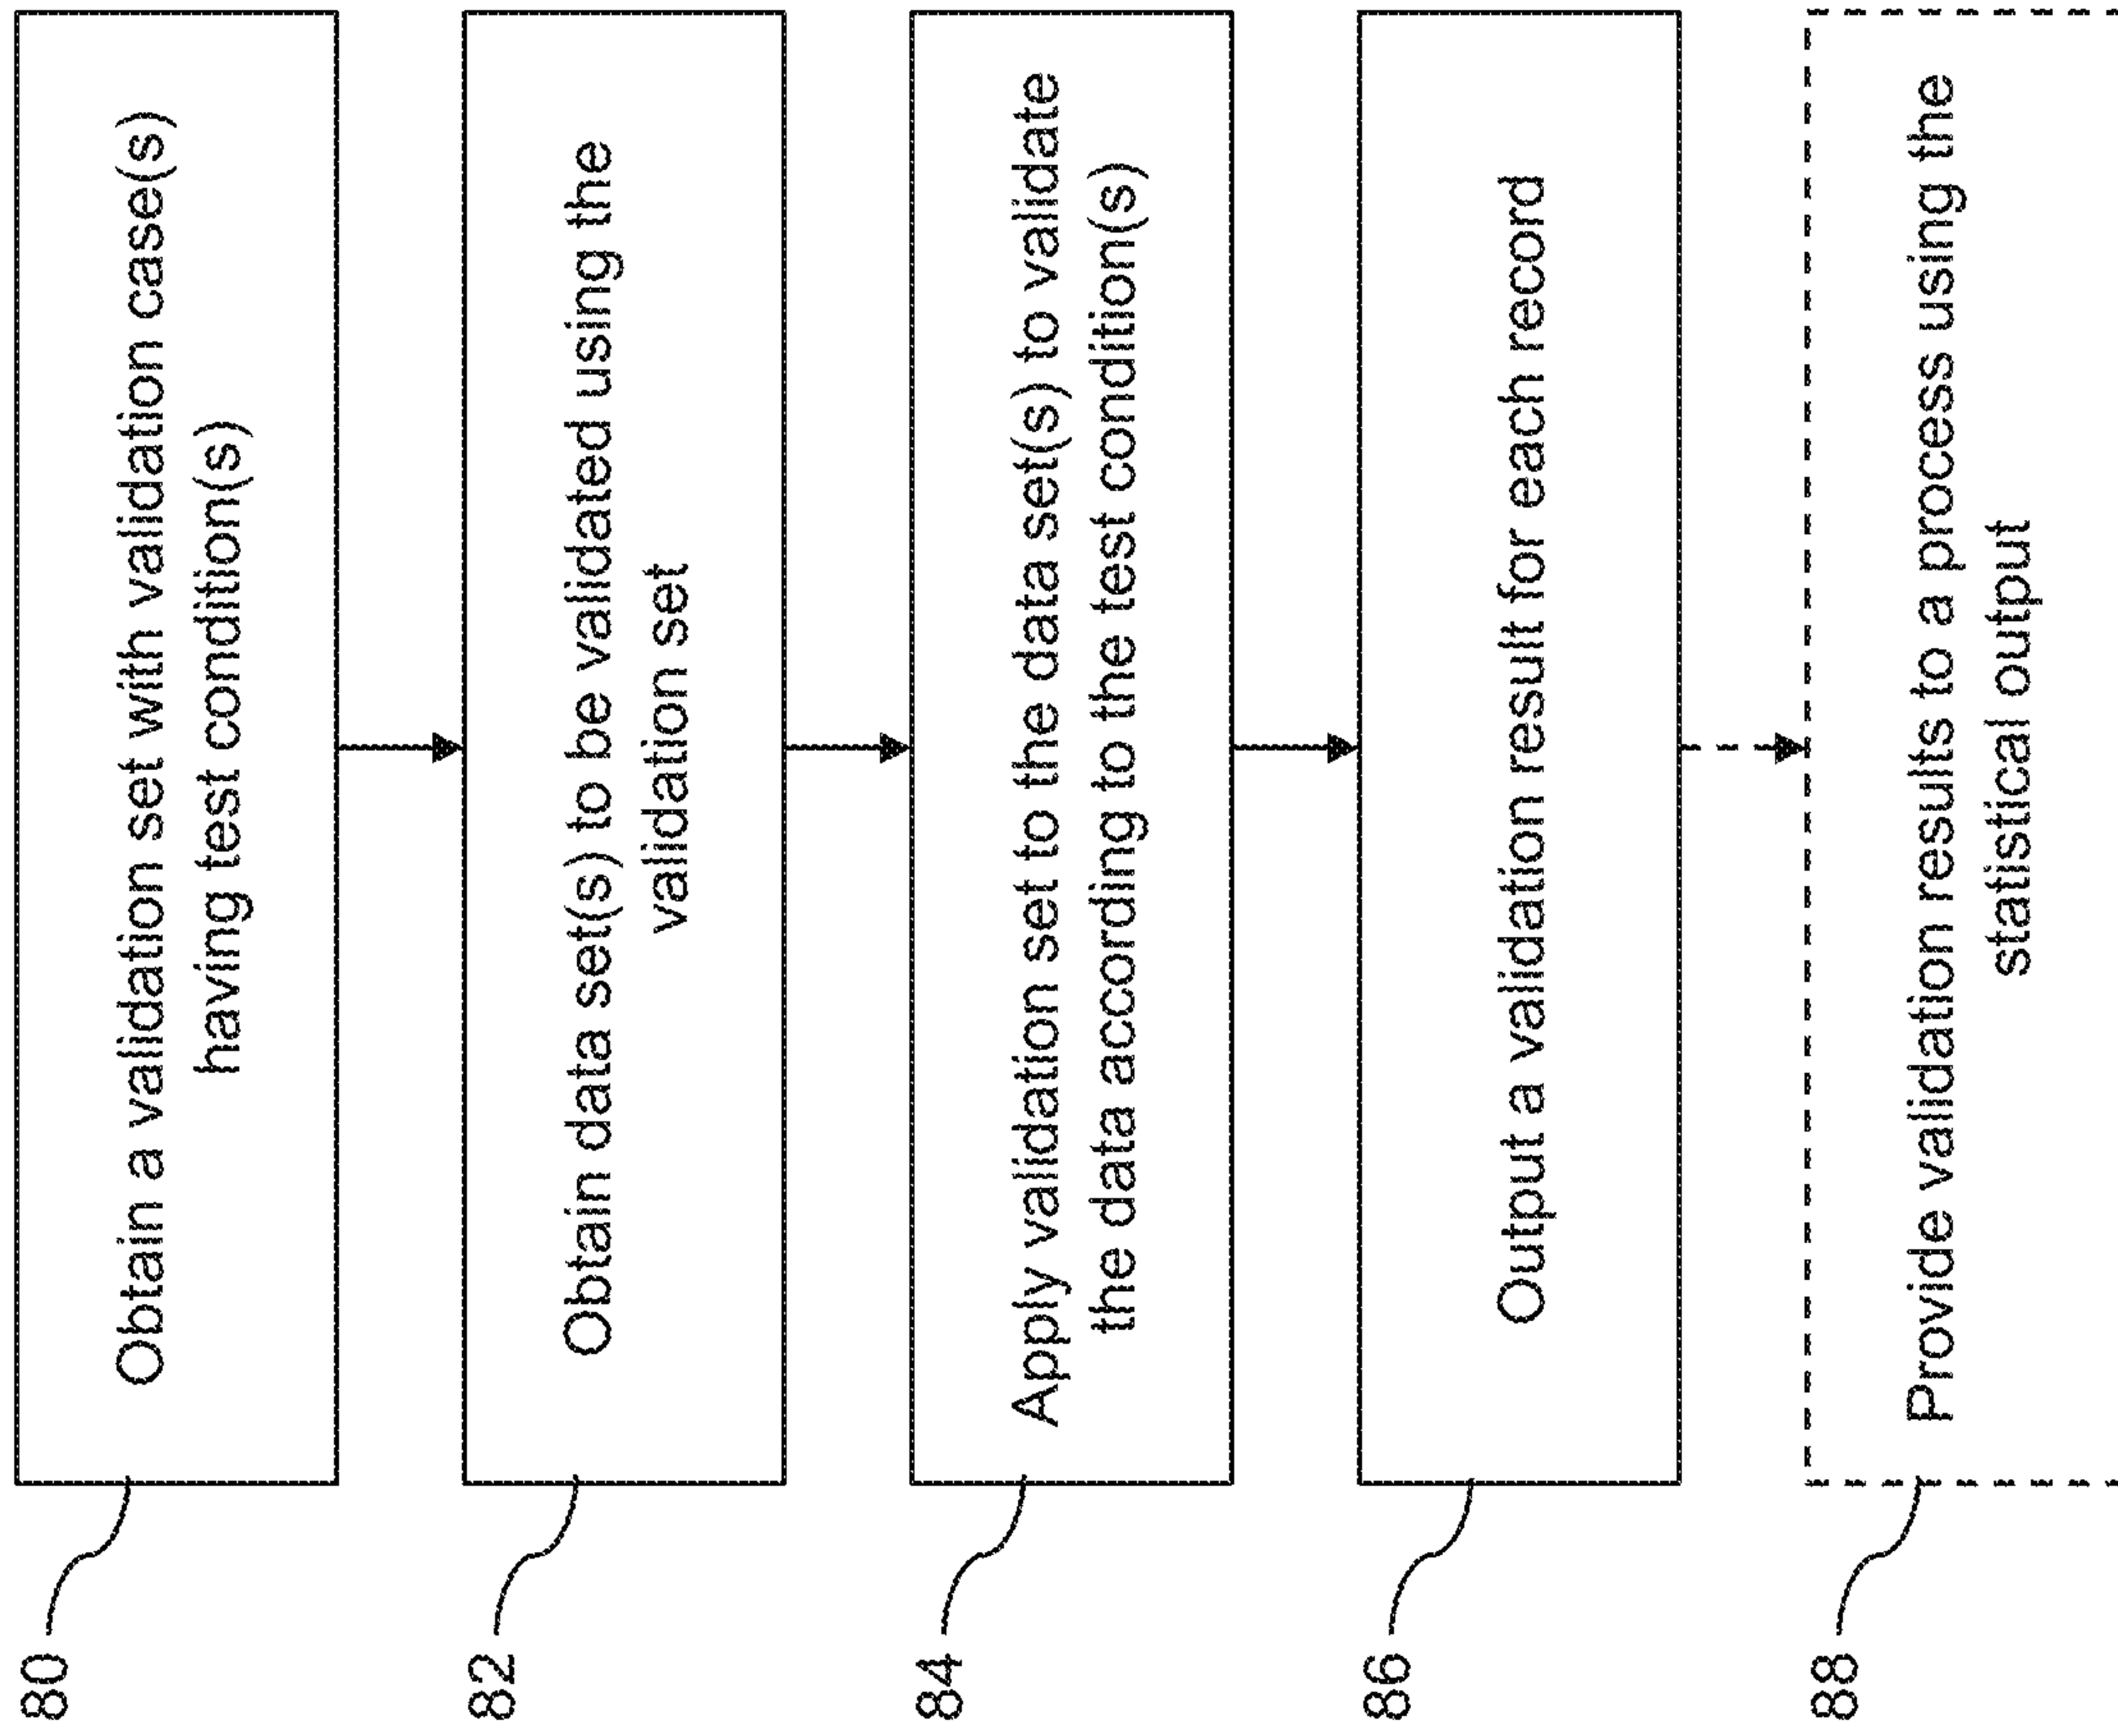 80
Obtain a validation set with validation case(s)
having test condition(s)
82
Obtain data set(s) to be validated using the
validation set
84
Apply validation set to the data set(s) to validate
the data according to the test condition(s)
86
Output a validation result for each record
88
Provide validation results to a process using the
statistical output